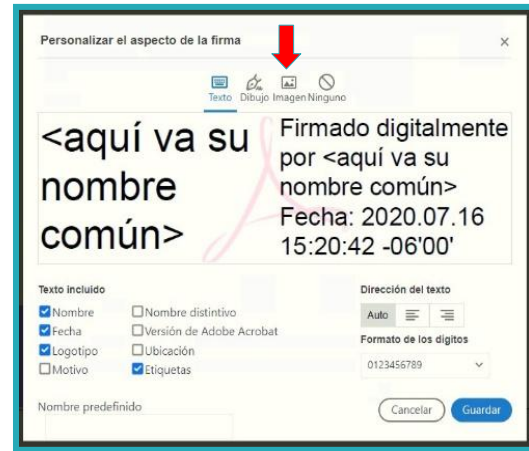 Personalizar el aspecto de la firma
Texto Dibujo Imagen Ninguno
<aquí va su
nombre
común>
Firmado digitalmente
por <aquí va su
nombre común>
Fecha: 2020.07.16
15:20:42 -06'00'
Texto incluido
Nombre
Nombre distintivo
Fecha
Versión de Adobe Acrobat
Logotipo
Ubicación
Motivo
Etiquetas
Dirección del texto
Auto
Formato de los dígitos
0123456789
Nombre predefinido
Cancelar
Guardar